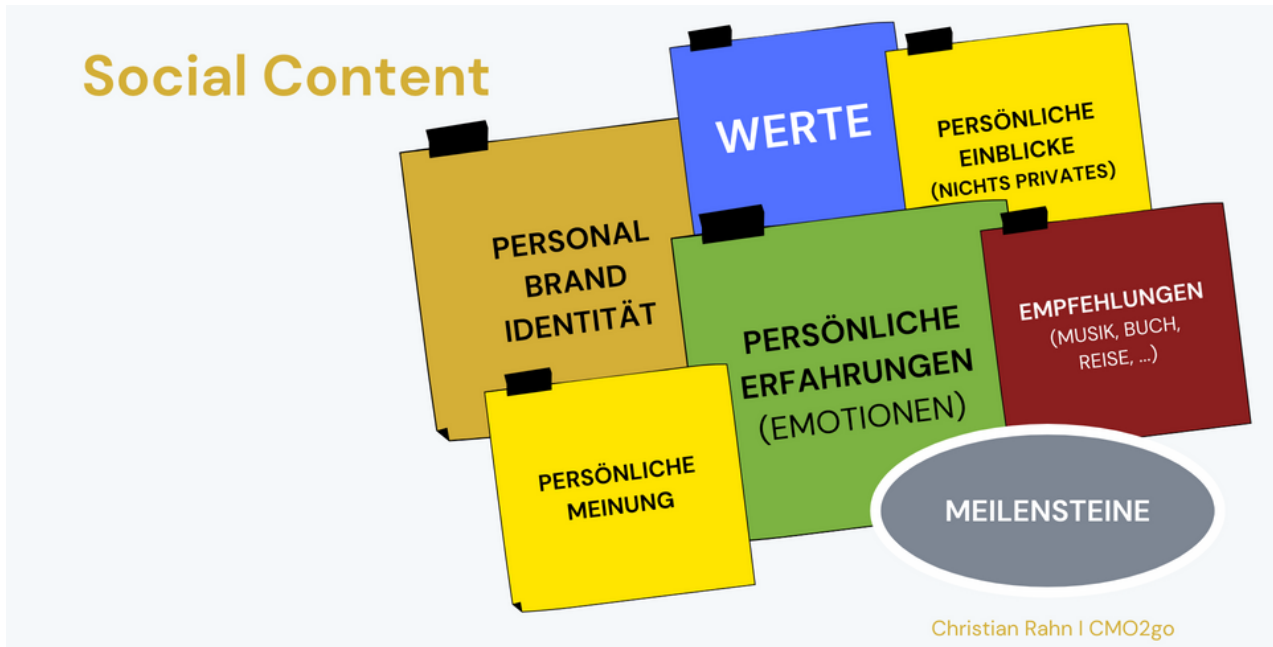 Social Content
WERTE
PERSÖNLICHE
EINBLICKE
(NICHTS PRIVATES)
PERSONAL
BRAND
IDENTITÄT
PERSÖNLICHE
ERFAHRUNGEN
(EMOTIONEN)
EMPFEHLUNGEN
(MUSIK, BUCH,
REISE, ...)
PERSÖNLICHE
MEINUNG
MEILENSTEINE
Christian Rahn I CMO2go